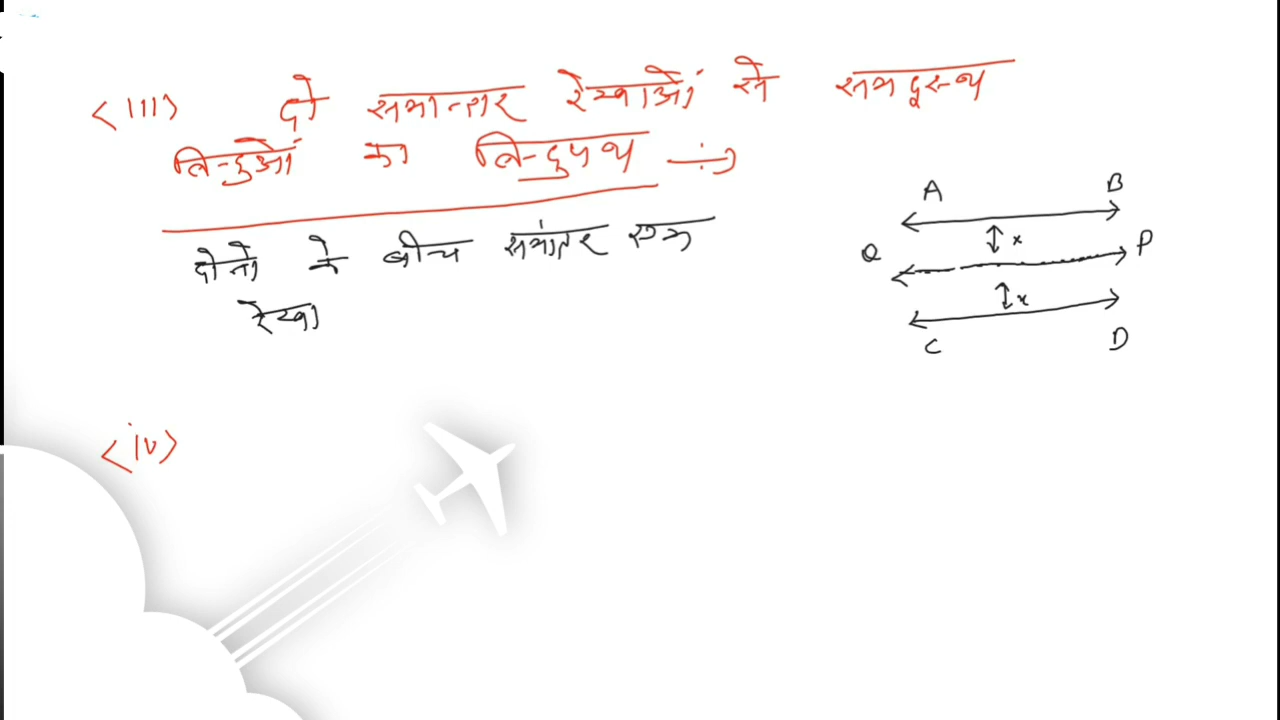 <iii> दो समान्तर रेखाओं से समदूरस्थ
बिन्दुओं का बिन्दुपथ ÷
दोनो के बीच समांतर एक
रेखा
A B
x
Q P
x
C D
<iv>